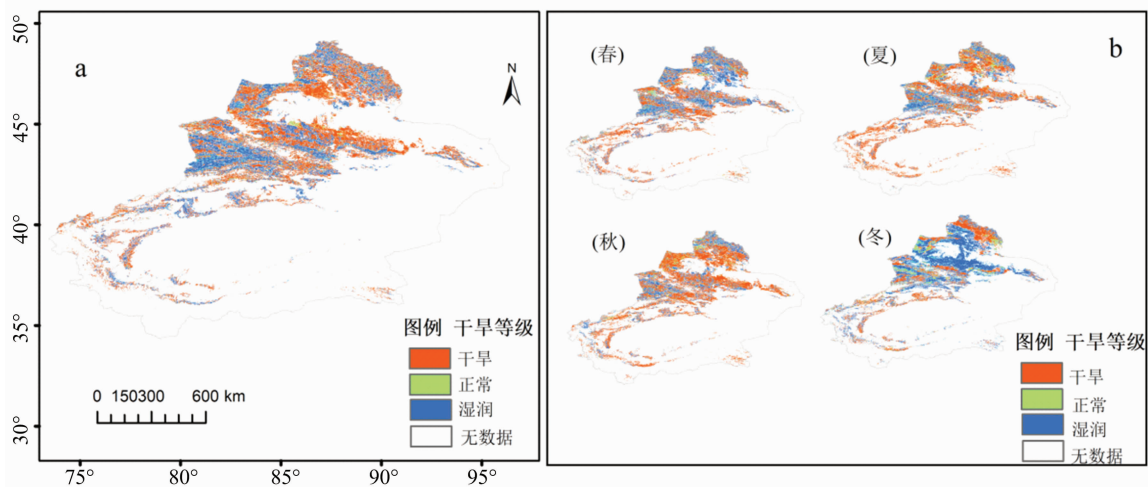 50°
45°
40°
35°
30°
75°
80°
85°
90°
95°
a
N
图例 干旱等级
干旱
正常
湿润
无数据
0 150300 600 km
b
(春)
(夏)
(秋)
(冬)
图例 干旱等级
干旱
正常
湿润
无数据